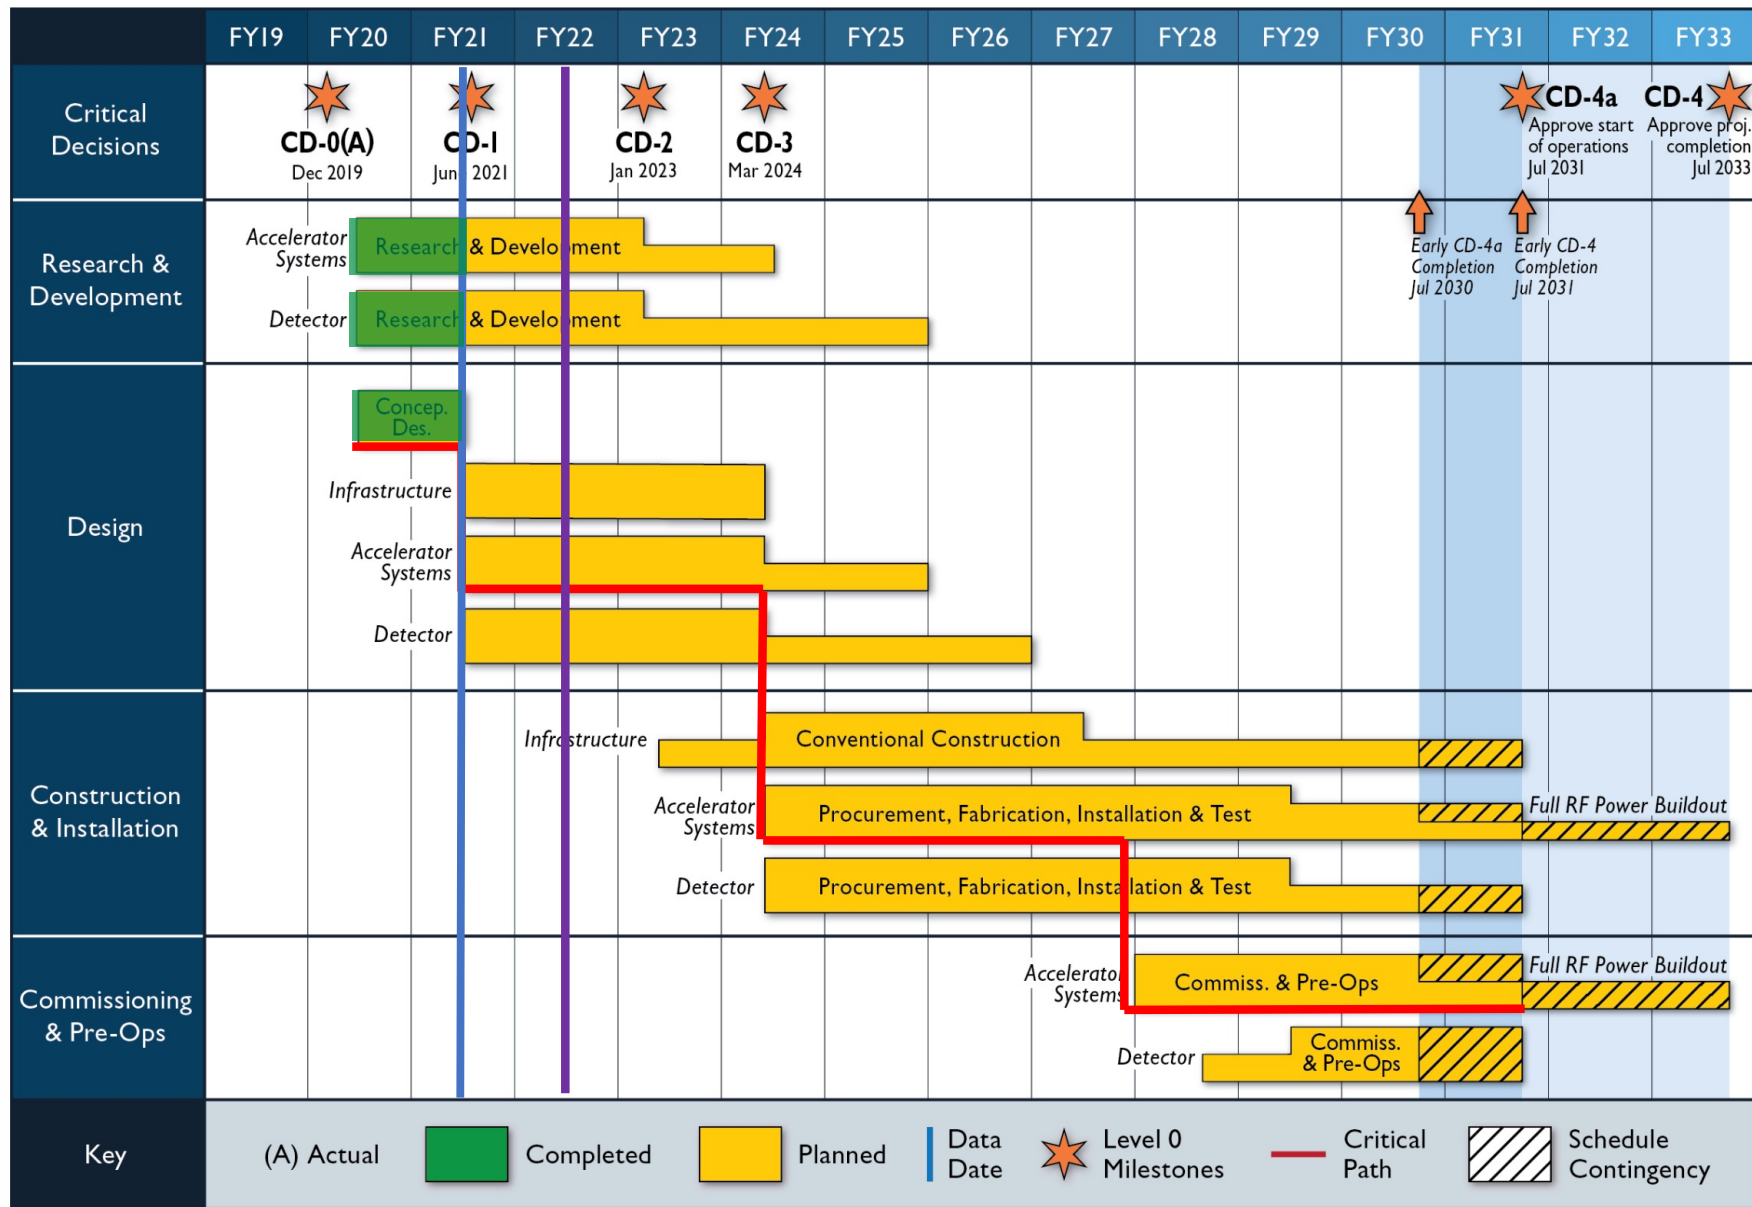 FY19 FY20 FY21 FY22 FY23 FY24 FY25 FY26 FY27 FY28 FY29 FY30 FY31 FY32 FY33
Critical
Decisions
CD-0(A)
Dec 2019
CD-1
June 2021
CD-2
Jan 2023
CD-3
Mar 2024
CD-4a
Approve start
of operations
Jul 2031
CD-4
Approve proj.
completion
Jul 2033
Early CD-4a
Completion
Jul 2030
Early CD-4
Completion
Jul 2031
Research &
Development
Accelerator
Systems
Research & Development
Detector
Research & Development
Design
Concep.
Des.
Infrastructure
Accelerator
Systems
Detector
Construction
& Installation
Infrastructure
Conventional Construction
Accelerator
Systems
Procurement, Fabrication, Installation & Test
Full RF Power Buildout
Detector
Procurement, Fabrication, Installation & Test
Commissioning
& Pre-Ops
Accelerator
Systems
Commiss. & Pre-Ops
Full RF Power Buildout
Detector
Commiss.
& Pre-Ops
Key
(A) Actual
Completed
Planned
Data
Date
Level 0
Milestones
Critical
Path
Schedule
Contingency